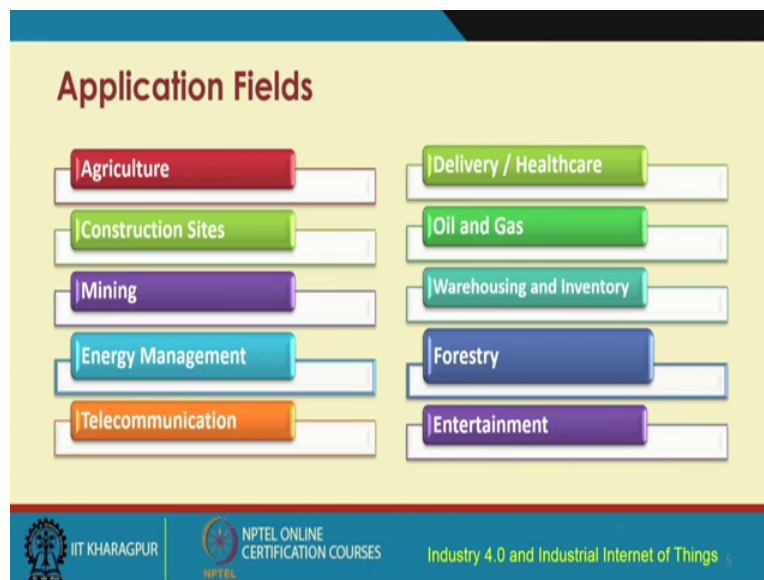 Application Fields
Agriculture
Construction Sites
Mining
Energy Management
Telecommunication
Delivery / Healthcare
Oil and Gas
Warehousing and Inventory
Forestry
Entertainment
IIT KHARAGPUR
NPTEL
NPTEL ONLINE
CERTIFICATION COURSES
Industry 4.0 and Industrial Internet of Things
5